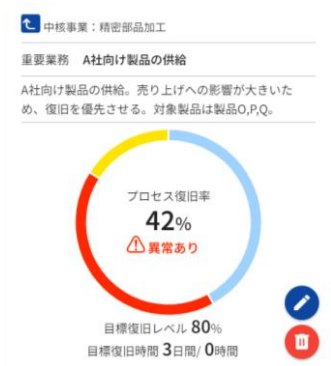 中核事業：精密部品加工
重要業務 A社向け製品の供給
A社向け製品の供給。売り上げへの影響が大きいた
め、復旧を優先させる。対象製品は製品O,P,Q。
プロセス復旧率
42%
異常あり
目標復旧レベル 80%
目標復旧時間 3日間/ 0時間